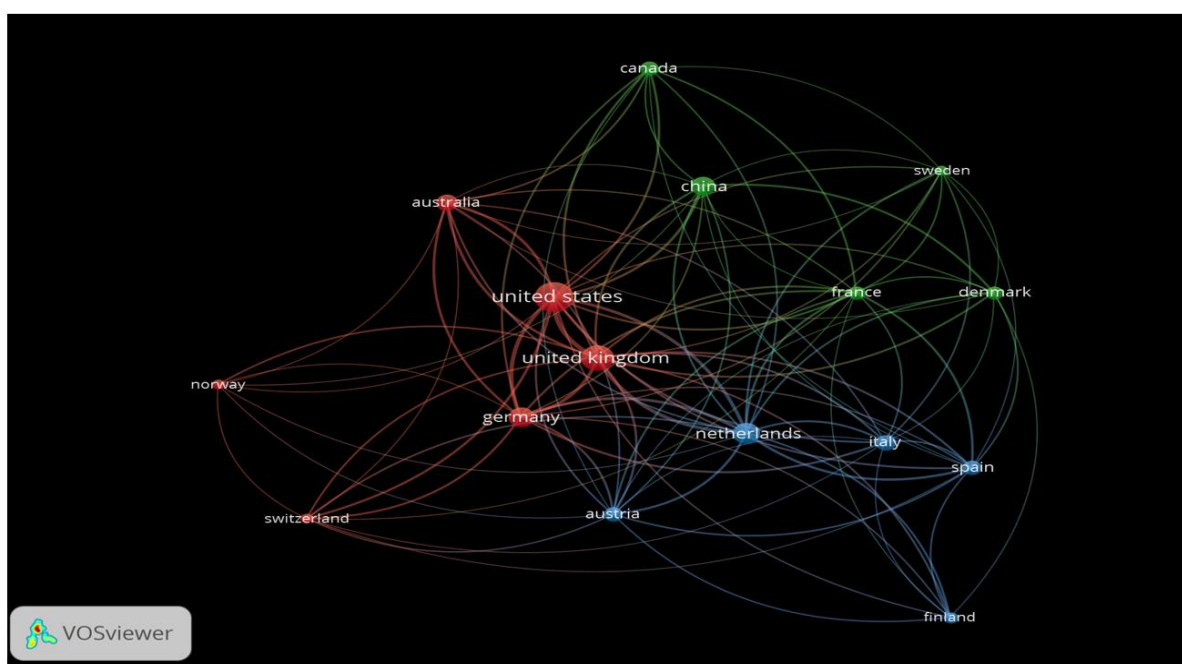 canada
sweden
china
australia
united states
france
denmark
united kingdom
norway
germany
netherlands
italy
spain
austria
switzerland
finland
VOSviewer